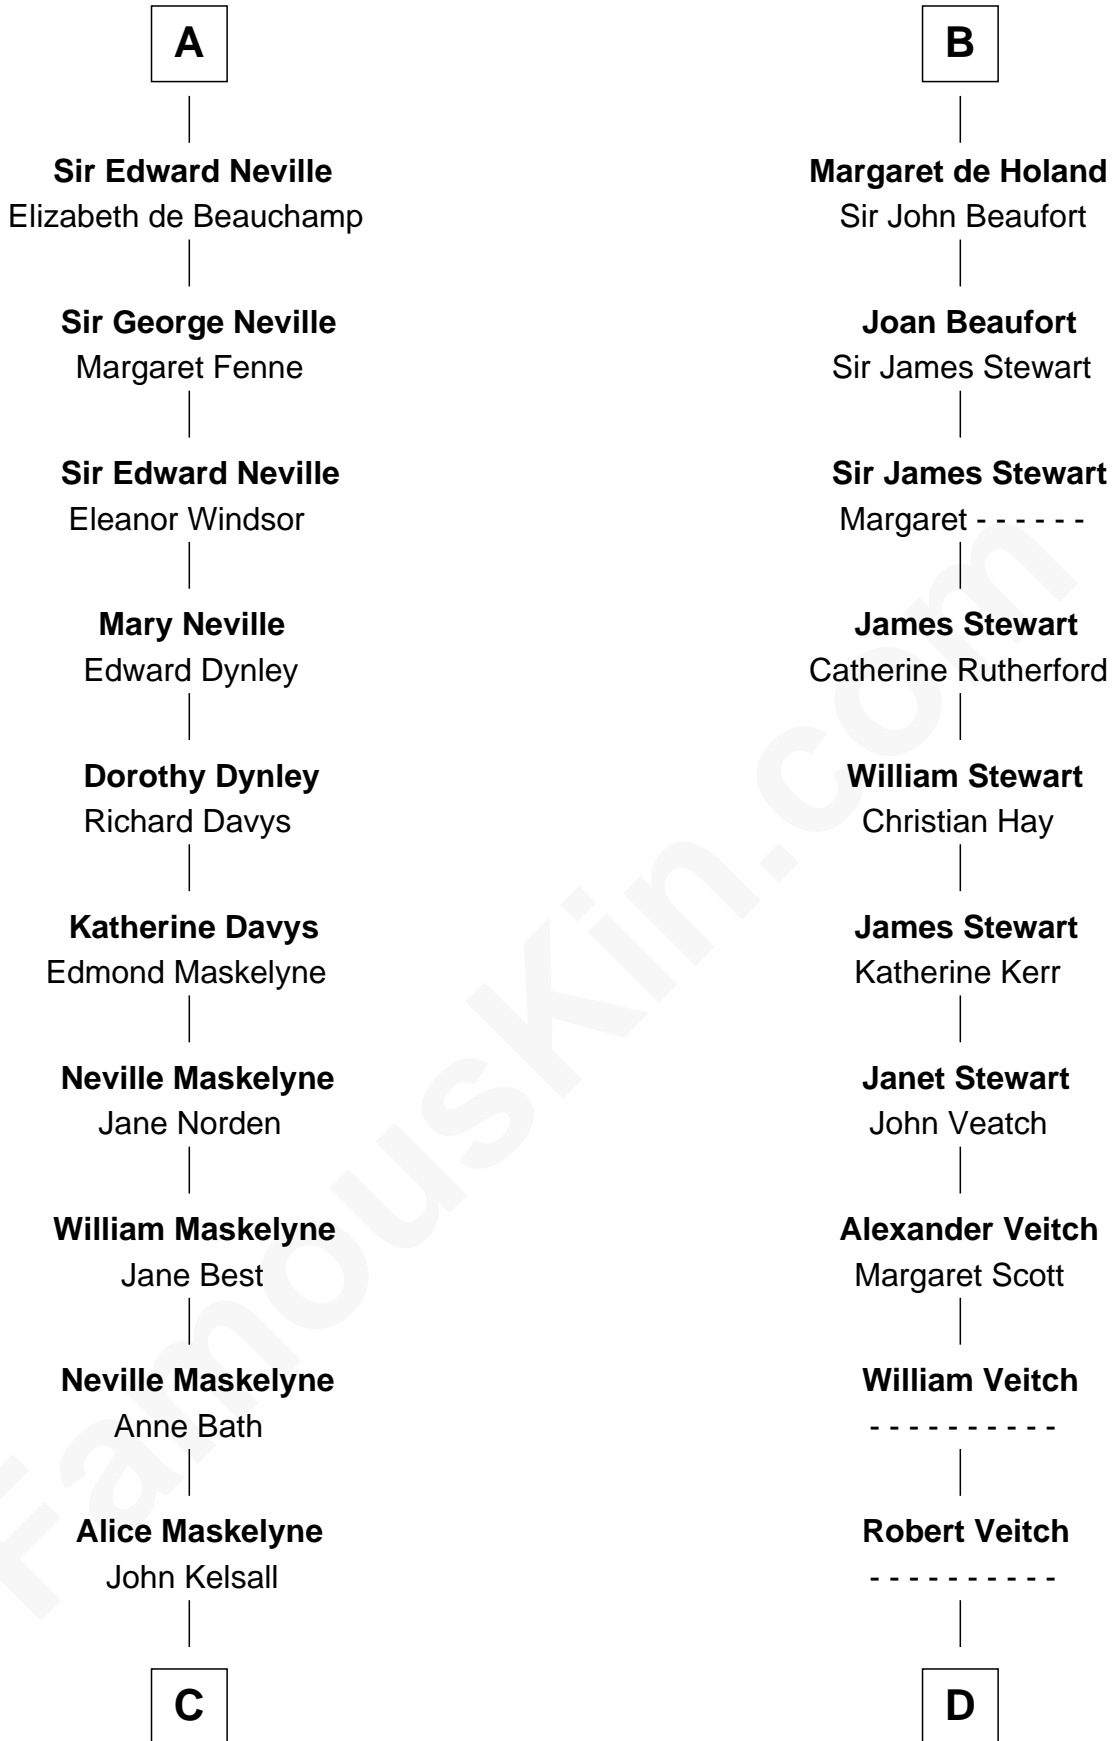 A
Sir Edward Neville
Elizabeth de Beauchamp
Sir George Neville
Margaret Fenne
Sir Edward Neville
Eleanor Windsor
Mary Neville
Edward Dynley
Dorothy Dynley
Richard Davys
Katherine Davys
Edmond Maskelyne
Neville Maskelyne
Jane Norden
William Maskelyne
Jane Best
Neville Maskelyne
Anne Bath
Alice Maskelyne
John Kelsall
C
B
Margaret de Holand
Sir John Beaufort
Joan Beaufort
Sir James Stewart
Sir James Stewart
Margaret - - - - - -
James Stewart
Catherine Rutherford
William Stewart
Christian Hay
James Stewart
Katherine Kerr
Janet Stewart
John Veatch
Alexander Veitch
Margaret Scott
William Veitch
- - - - - - - - - -
Robert Veitch
- - - - - - - - - -
D
FamousKin.com